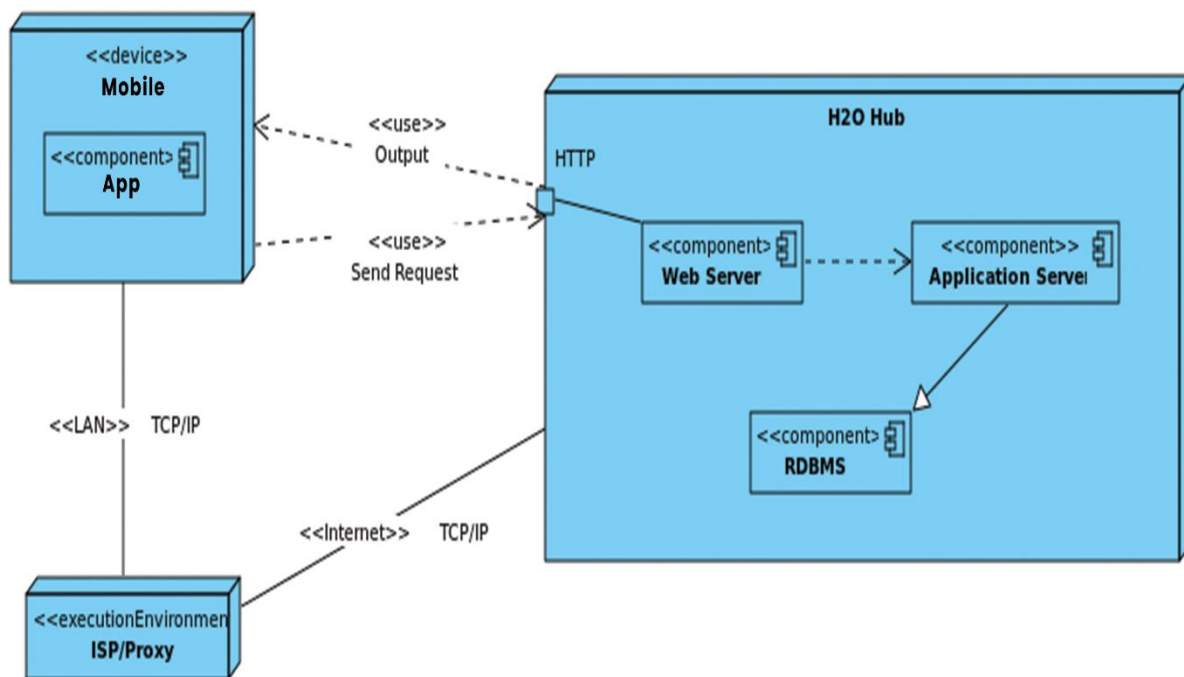 <<device>>
Mobile
<<component>
App
<<use>>
Output
<<use>>
Send Request
H2O Hub
HTTP
<<component>
Web Server
<<component>>
Application Server
<<component>
RDBMS
<<LAN>> TCP/IP
<<Internet>> TCP/IP
<<executionEnvironmen
ISP/Proxy